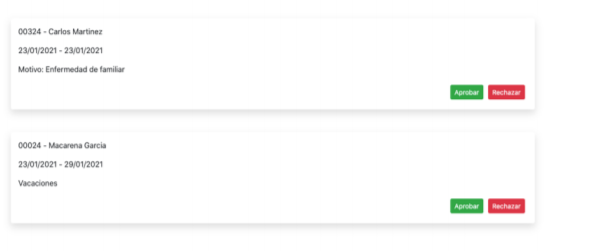 00324 - Carlos Martinez
23/01/2021 - 23/01/2021
Motivo: Enfermedad de familiar
Aprobar Rechazar
00024 - Macarena Garcia
23/01/2021 - 29/01/2021
Vacaciones
Aprobar Rechazar